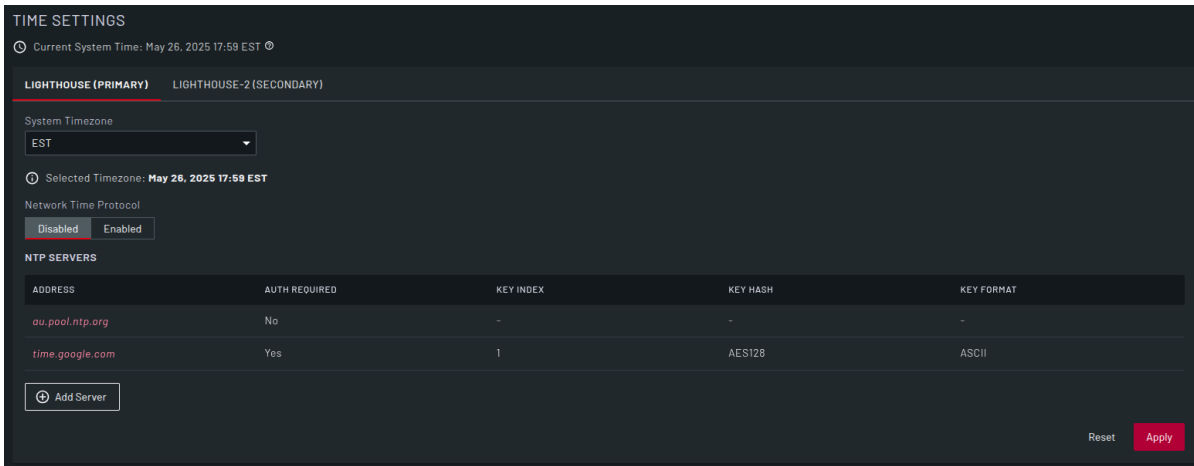 TIME SETTINGS
Current System Time: May 26, 2025 17:59 EST
LIGHTHOUSE (PRIMARY) LIGHTHOUSE-2 (SECONDARY)
System Timezone
EST
Selected Timezone: May 26, 2025 17:59 EST
Network Time Protocol
Disabled Enabled
NTP SERVERS
ADDRESS AUTH REQUIRED KEY INDEX KEY HASH KEY FORMAT
au.pool.ntp.org No - - -
time.google.com Yes 1 AES128 ASCII
Add Server
Reset Apply